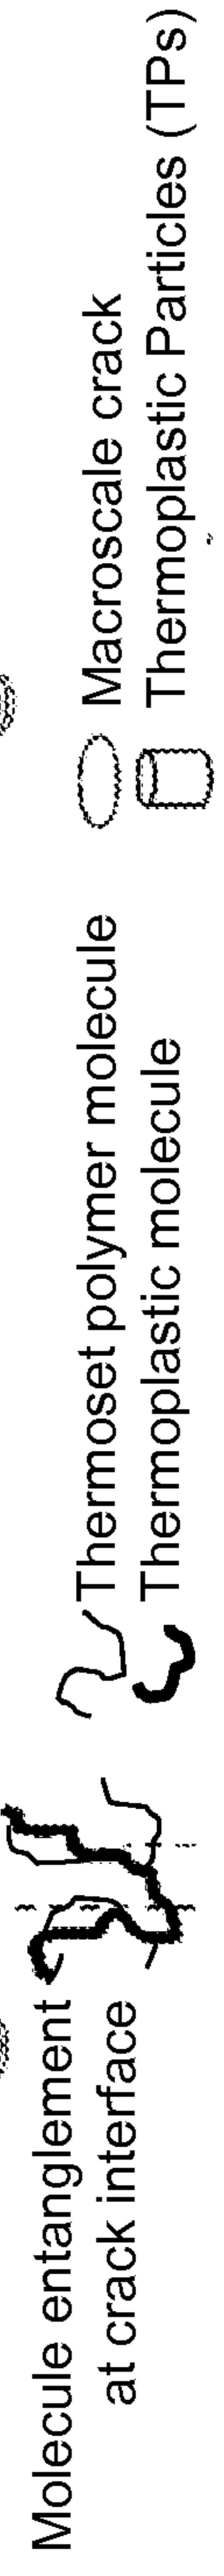 Molecule entanglement
at crack interface
Thermoset polymer molecule
Thermoplastic molecule
Macroscale crack
Thermoplastic Particles (TPs)